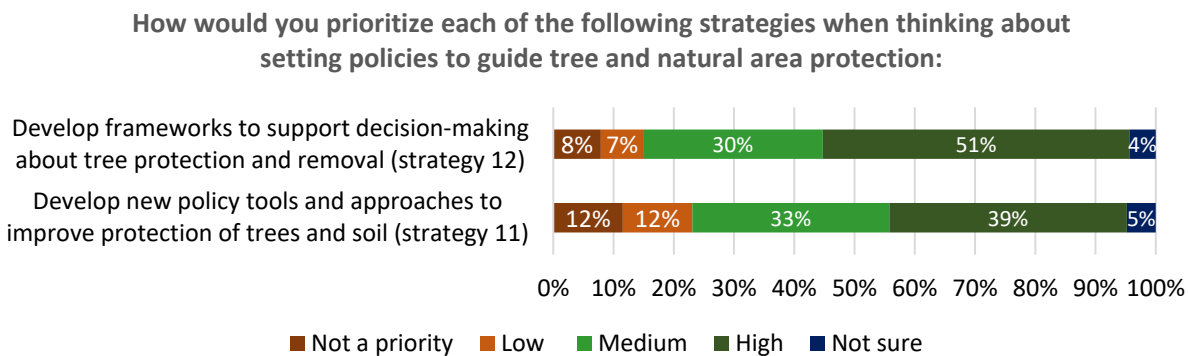 How would you prioritize each of the following strategies when thinking about
setting policies to guide tree and natural area protection:
Develop frameworks to support decision-making
about tree protection and removal (strategy 12)
8% 7% 30% 51% 4%
Develop new policy tools and approaches to
improve protection of trees and soil (strategy 11)
12% 12% 33% 39% 5%
0% 10% 20% 30% 40% 50% 60% 70% 80% 90% 100%
Not a priority Low Medium High Not sure